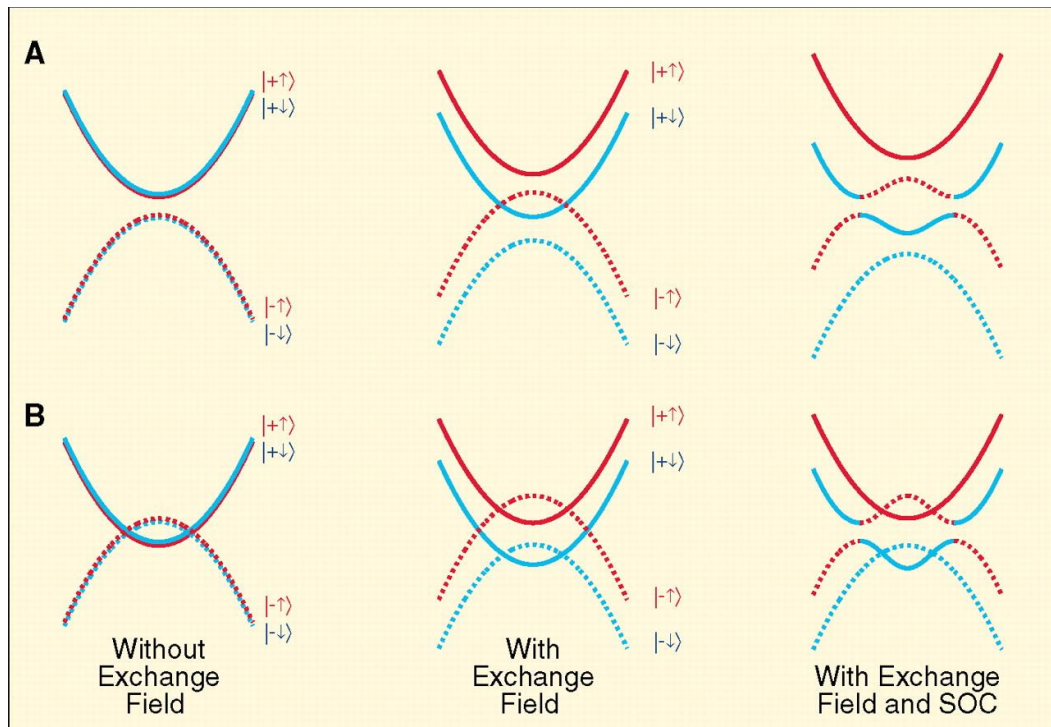 A
|+↑⟩
|+↓⟩
|-↑⟩
|-↓⟩
|+↑⟩
|+↓⟩
|-↑⟩
|-↓⟩
B
|+↑⟩
|+↓⟩
|-↑⟩
|-↓⟩
|+↑⟩
|+↓⟩
|-↑⟩
|-↓⟩
Without
Exchange
Field
With
Exchange
Field
With Exchange
Field and SOC